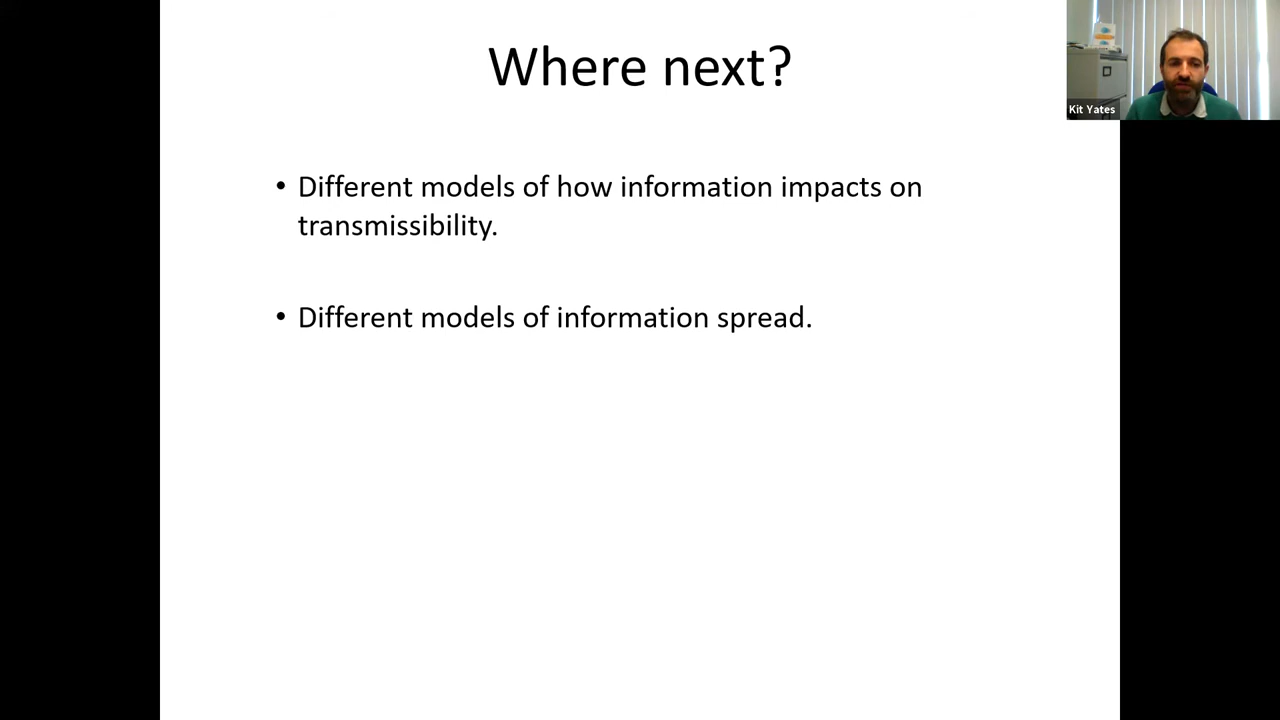 Where next?
Kit Yates
• Different models of how information impacts on
transmissibility.
• Different models of information spread.